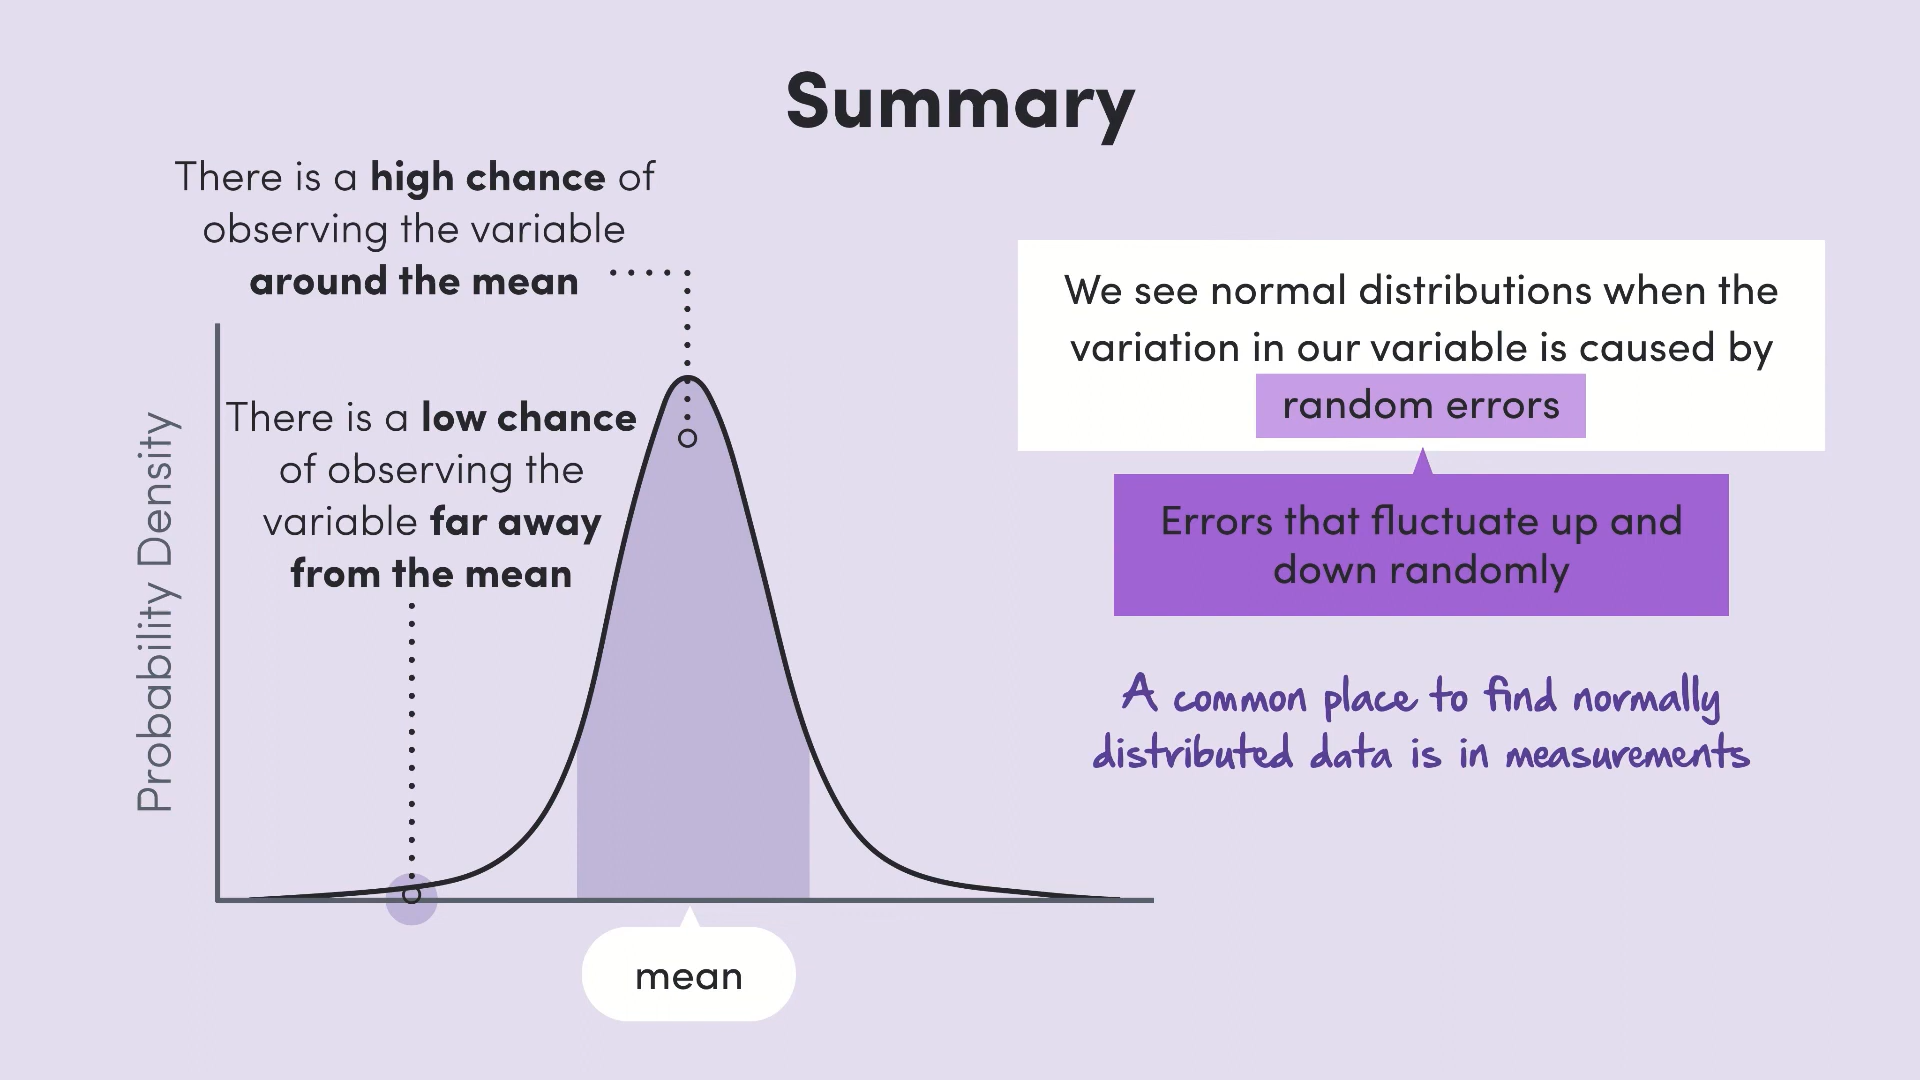 Summary
There is a high chance of
observing the variable
around the mean
There is a low chance
of observing the
variable far away
from the mean
Probability Density
mean
We see normal distributions when the
variation in our variable is caused by
random errors
Errors that fluctuate up and
down randomly
A common place to find normally
distributed data is in measurements